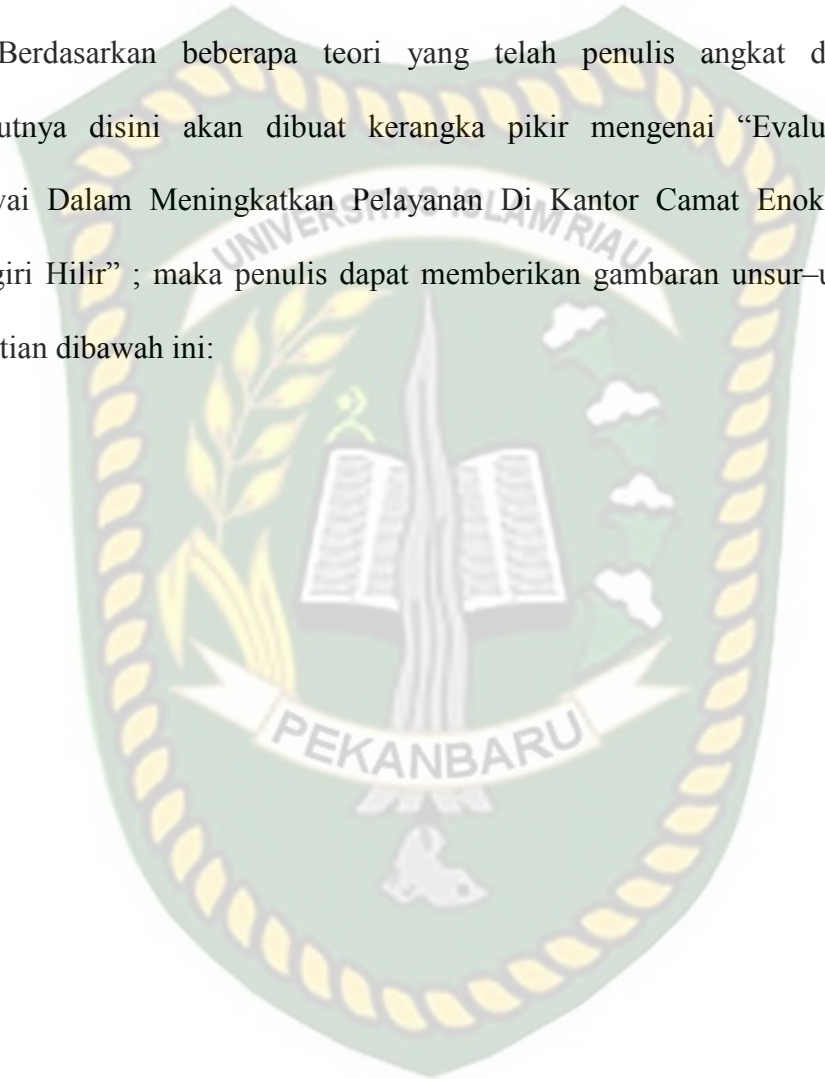 Berdasarkan beberapa teori yang telah penulis angkat d
utnya disini akan dibuat kerangka pikir mengenai “Evalu
vai Dalam Meningkatkan Pelayanan Di Kantor Camat Enok
giri Hilir” ; maka penulis dapat memberikan gambaran unsur–u
tian dibawah ini:
UNIVERSITAS ISLAM RIAU
PEKANBARU